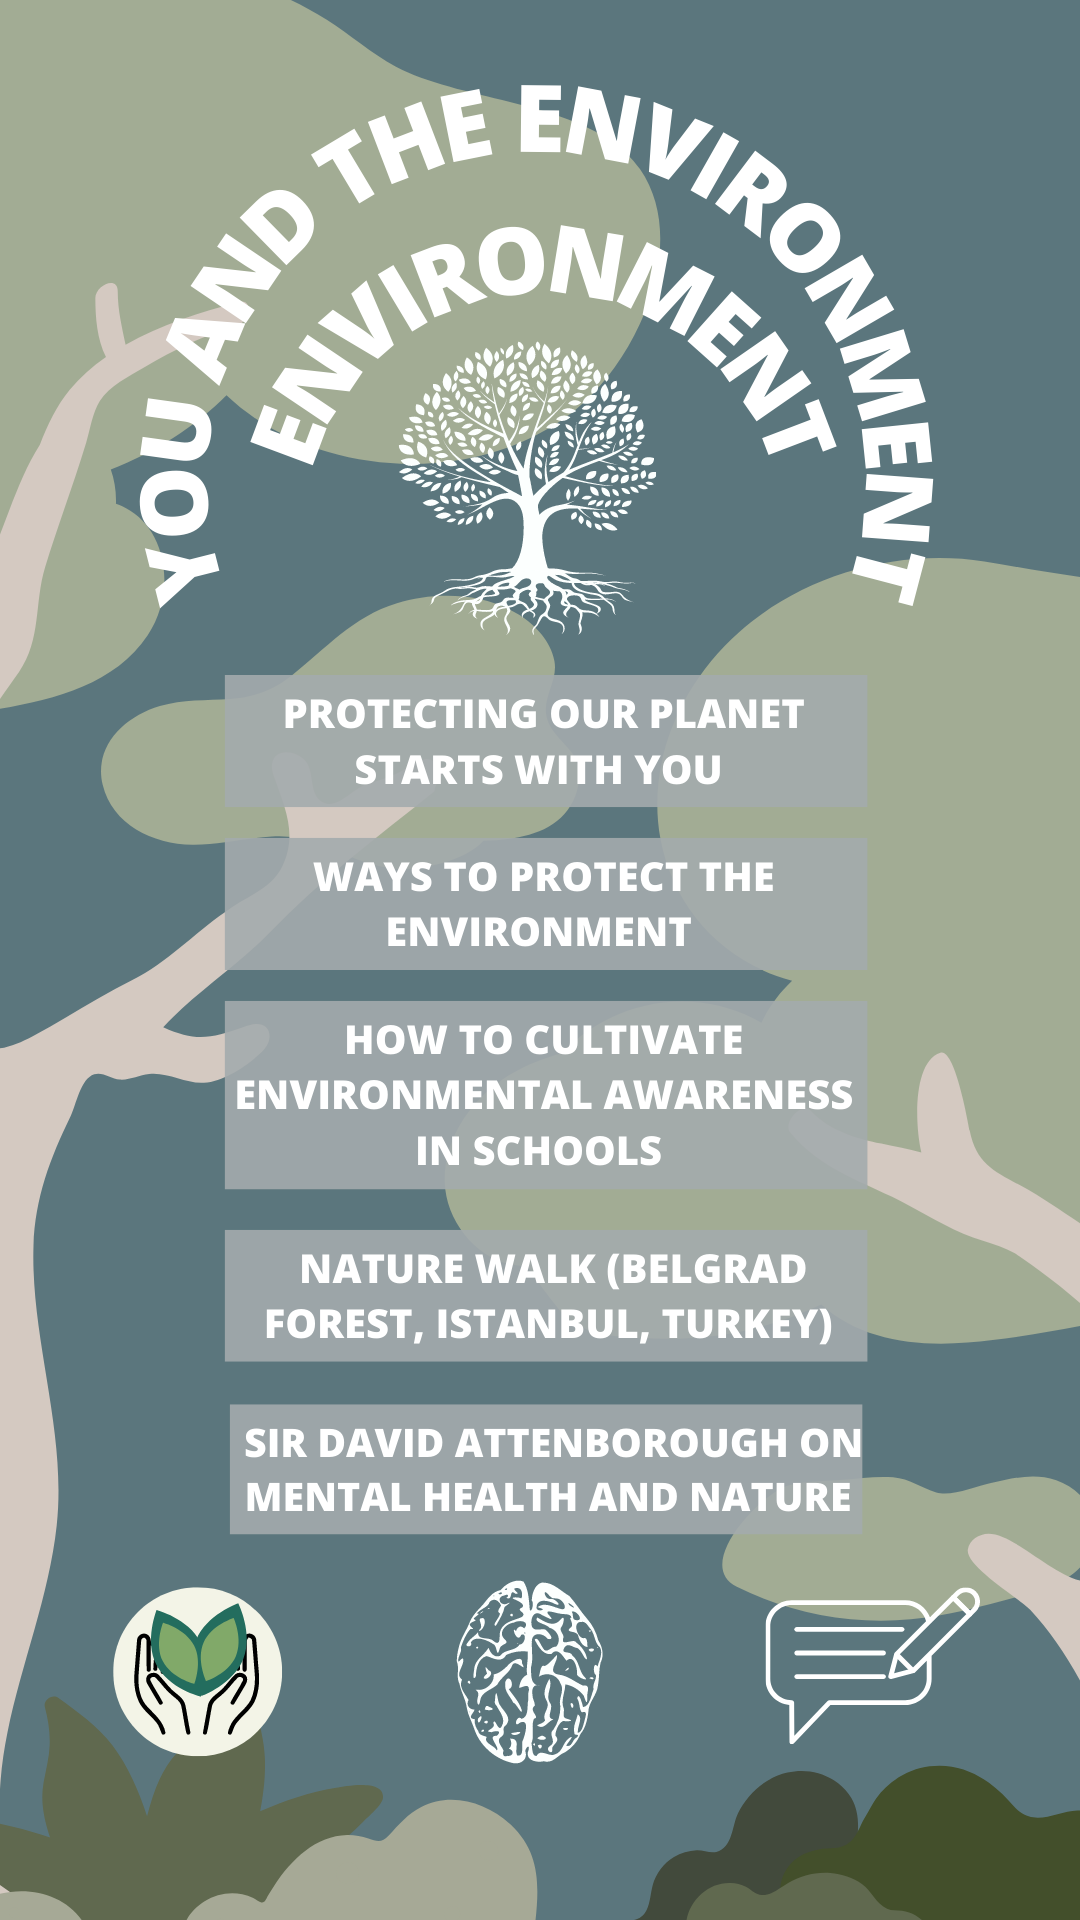 YOU AND THE ENVIRONMENT
ENVIRONMENT
PROTECTING OUR PLANET
STARTS WITH YOU
WAYS TO PROTECT THE
ENVIRONMENT
HOW TO CULTIVATE
ENVIRONMENTAL AWARENESS
IN SCHOOLS
NATURE WALK (BELGRAD
FOREST, ISTANBUL, TURKEY)
SIR DAVID ATTENBOROUGH ON
MENTAL HEALTH AND NATURE